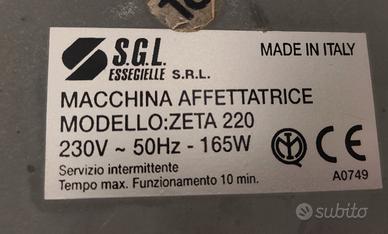 S.G.L.
ESSEGIELLE S.R.L.
MADE IN ITALY
MACCHINA AFFETTATRICE
MODELLO:ZETA 220
230V ~ 50Hz - 165W
Servizio intermittente
Tempo max. Funzionamento 10 min.
CE
A0749
subito